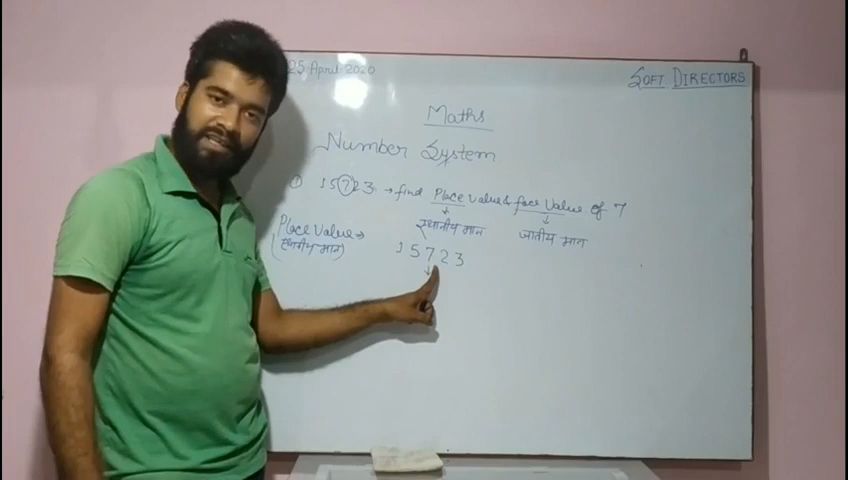 25 April 2020
SOFT DIRECTORS
Maths
Number System
① 15723 → find Place Value & face Value of 7
↓ ↓
स्थानीय मान जातीय मान
Place Value →
(स्थानीय मान)
15723
↓